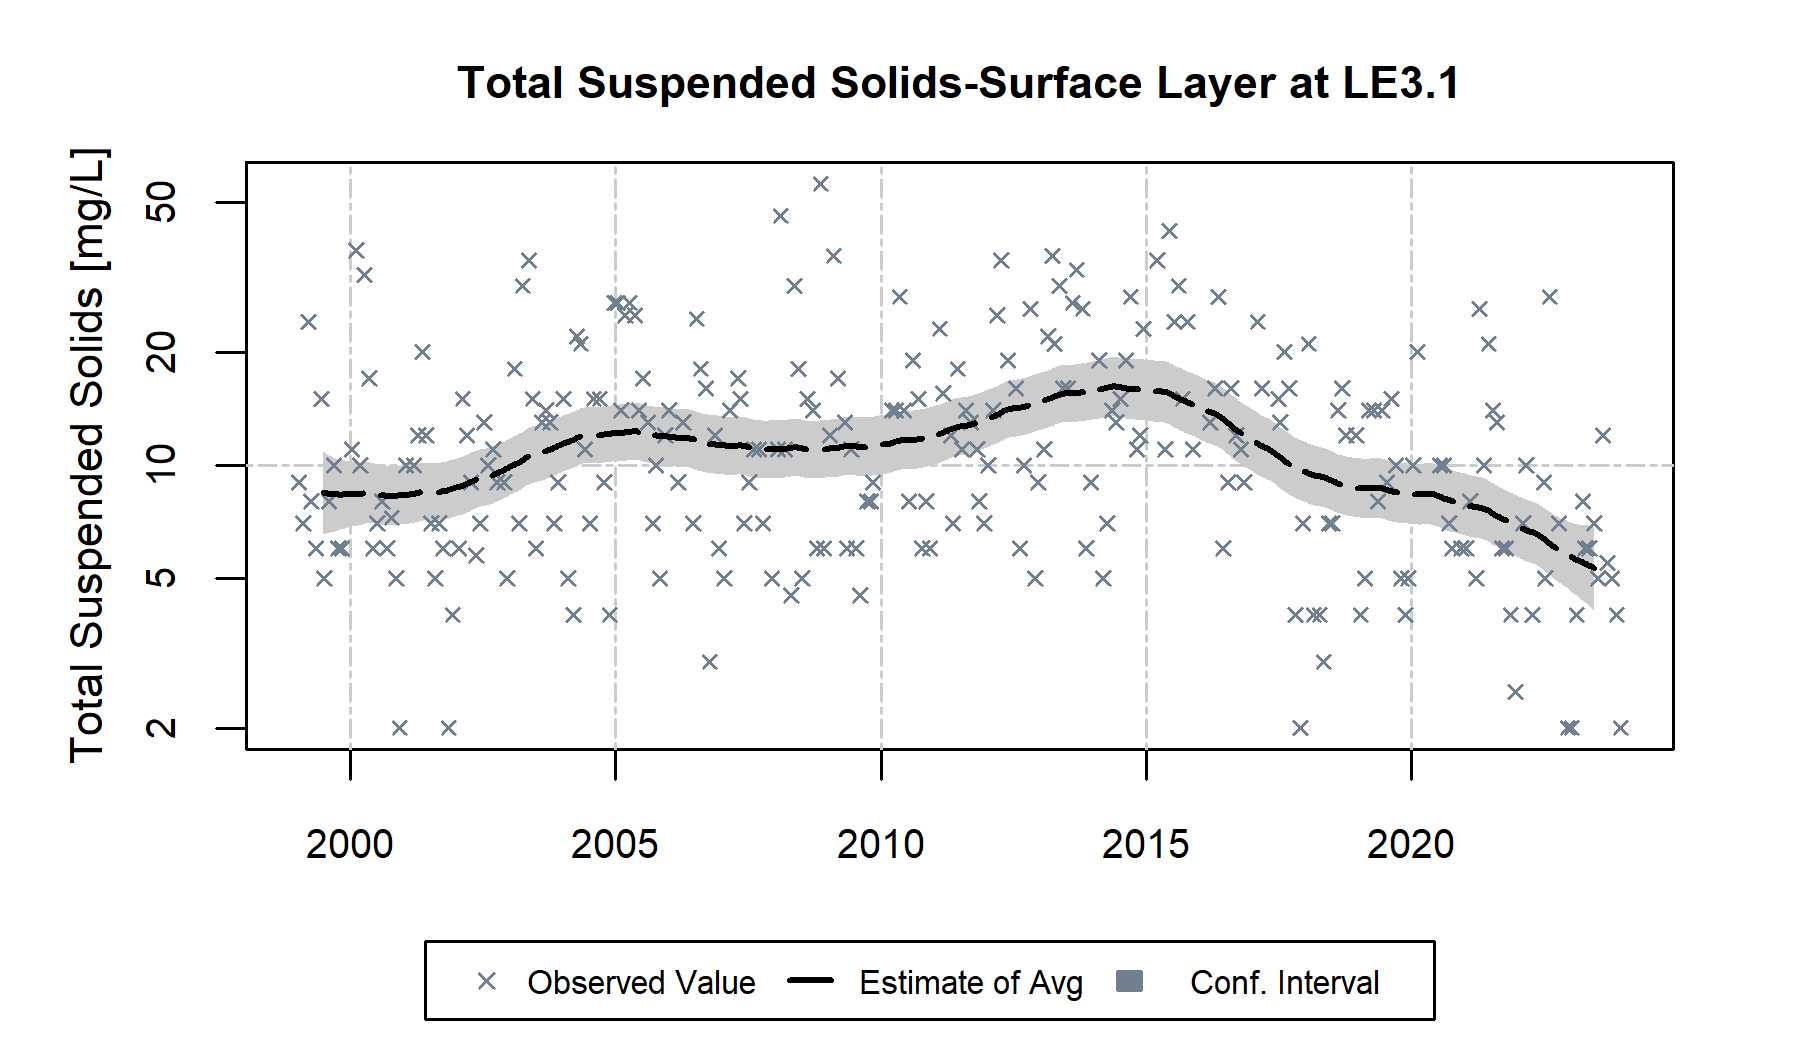 Total Suspended Solids-Surface Layer at LE3.1
Total Suspended Solids [mg/L]
50
20
10
5
2
2000 2005 2010 2015 2020
Observed Value Estimate of Avg Conf. Interval